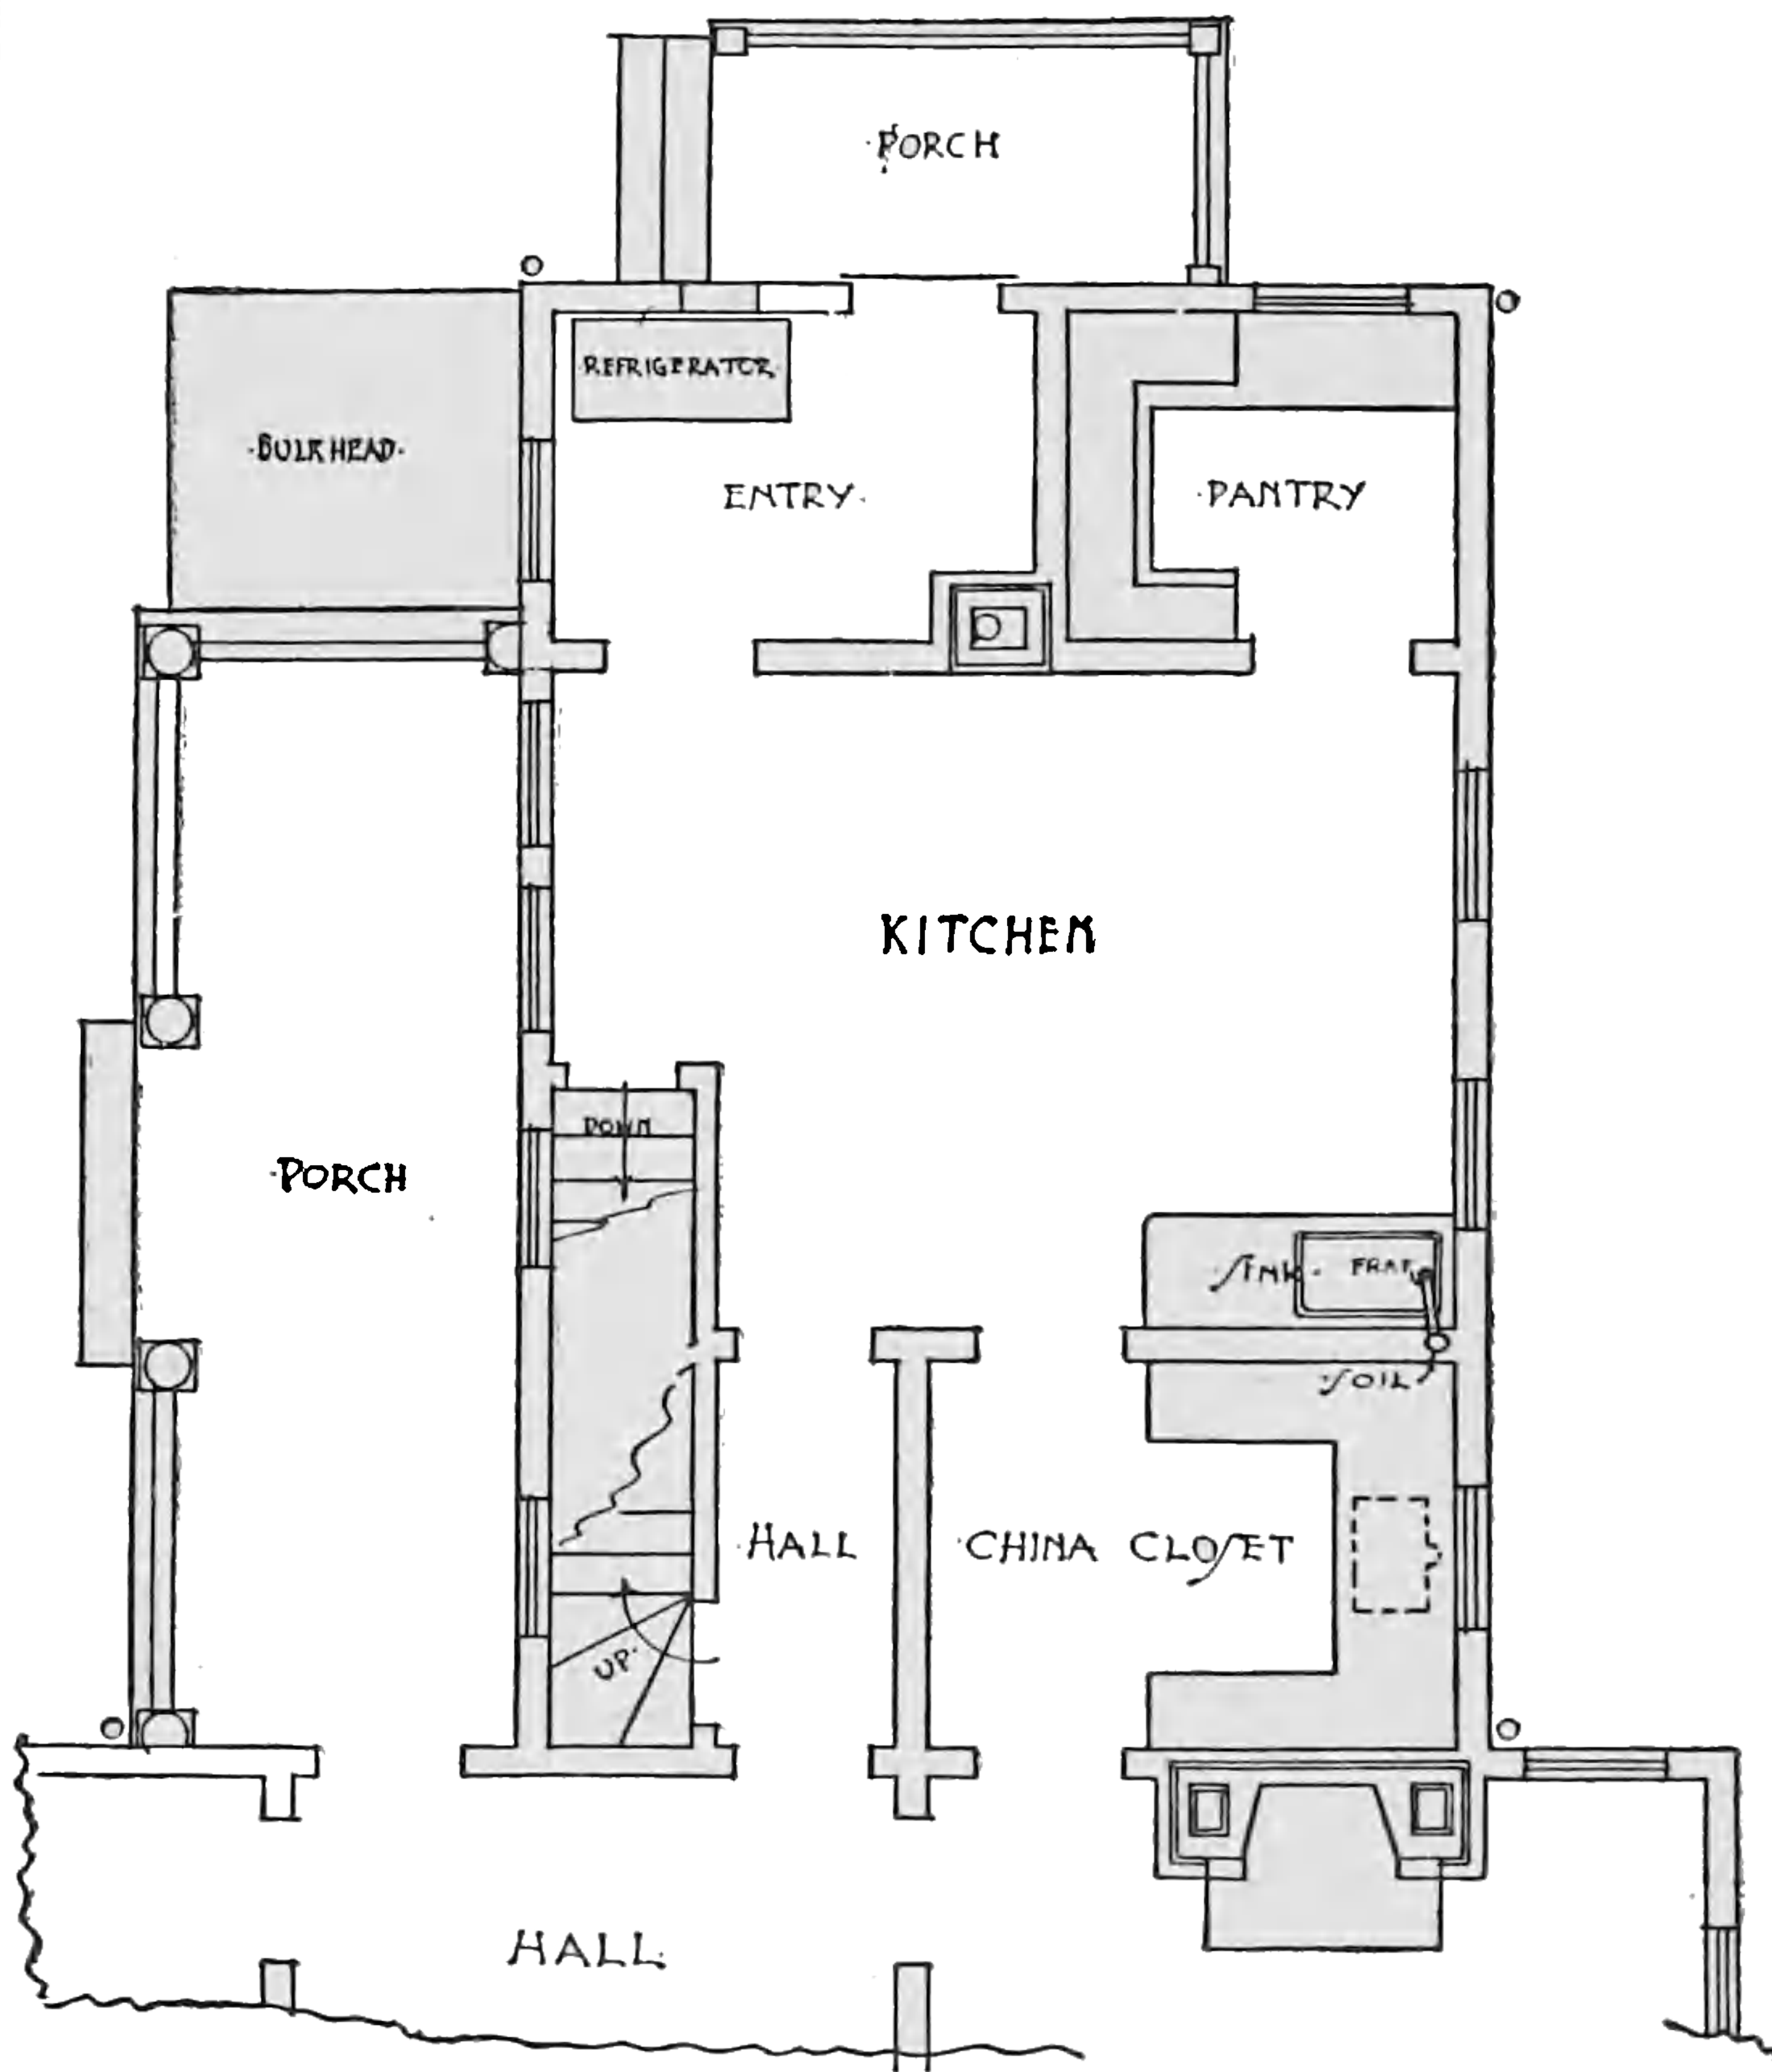 ·PORCH
REFRIGERATOR·
·BULKHEAD·
ENTRY·
·PANTRY
KITCHEN
DOWN
·PORCH
SINK· TRAP
·SOIL
·HALL
·CHINA CLOSET
UP·
HALL·